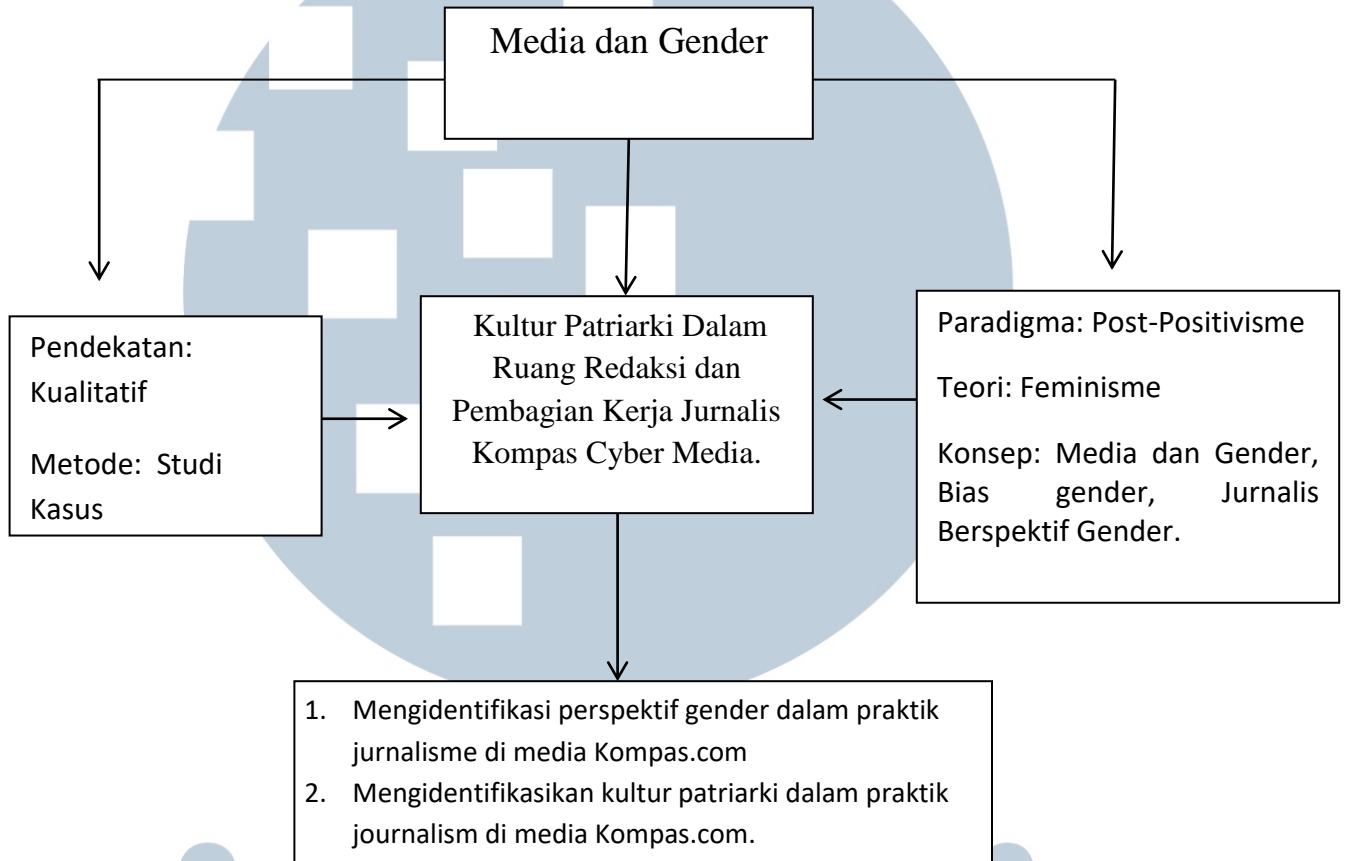 Media dan Gender
Pendekatan:
Kualitatif
Metode: Studi
Kasus
Kultur Patriarki Dalam
Ruang Redaksi dan
Pembagian Kerja Jurnalis
Kompas Cyber Media.
Paradigma: Post-Positivisme
Teori: Feminisme
Konsep: Media dan Gender,
Bias gender, Jurnalis
Berspektif Gender.
1. Mengidentifikasi perspektif gender dalam praktik
jurnalisme di media Kompas.com
2. Mengidentifikasikan kultur patriarki dalam praktik
journalism di media Kompas.com.